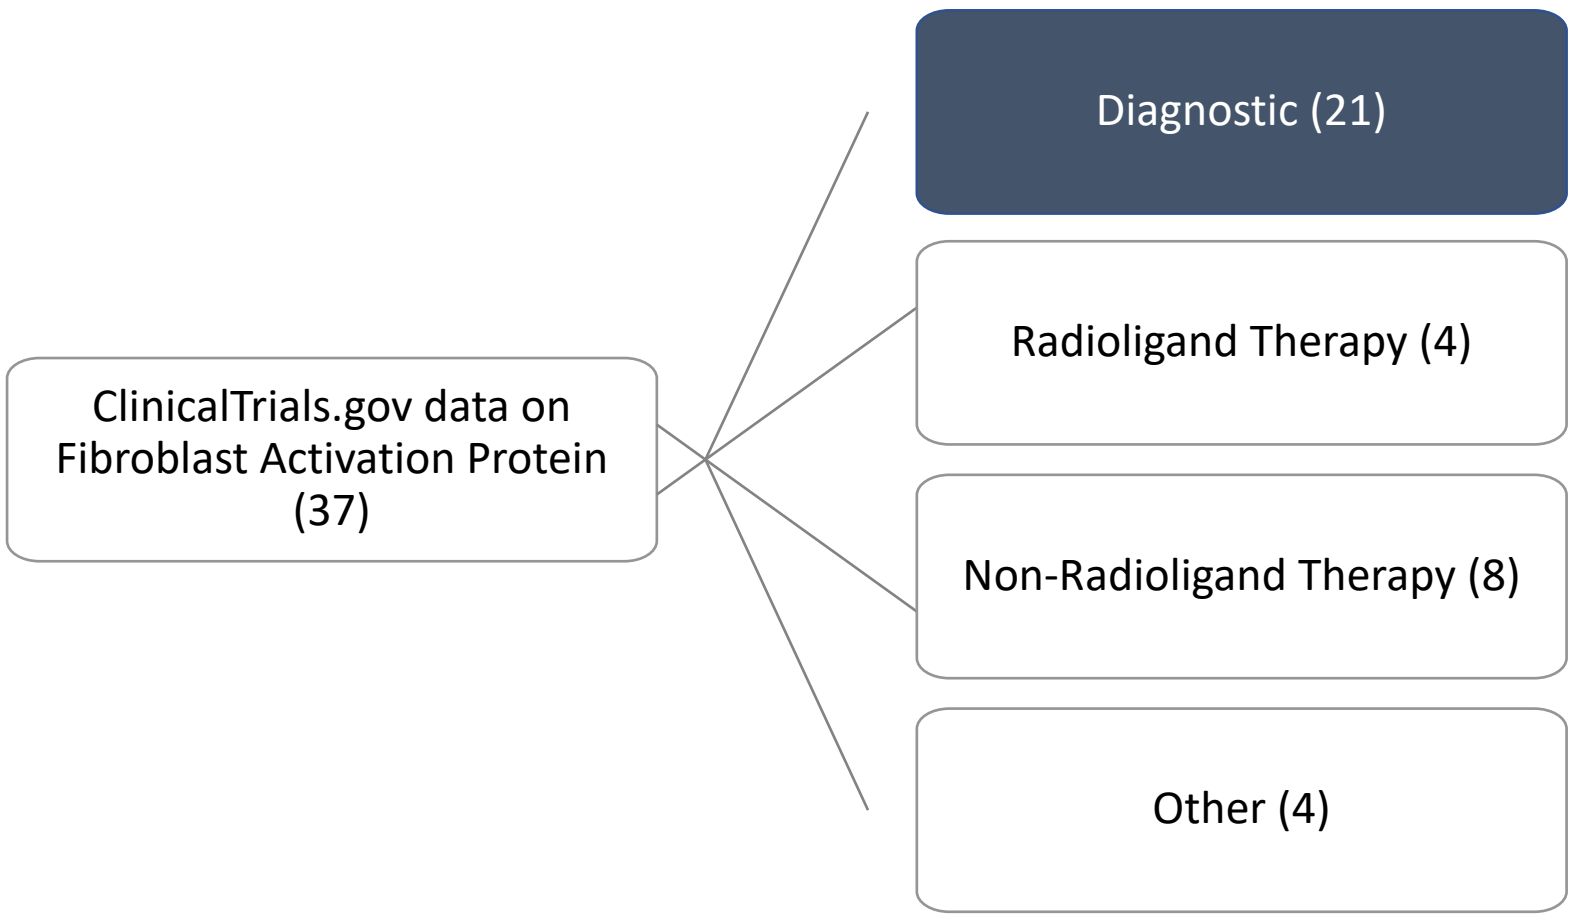 Diagnostic (21)
Radioligand Therapy (4)
ClinicalTrials.gov data on
Fibroblast Activation Protein
(37)
Non-Radioligand Therapy (8)
Other (4)